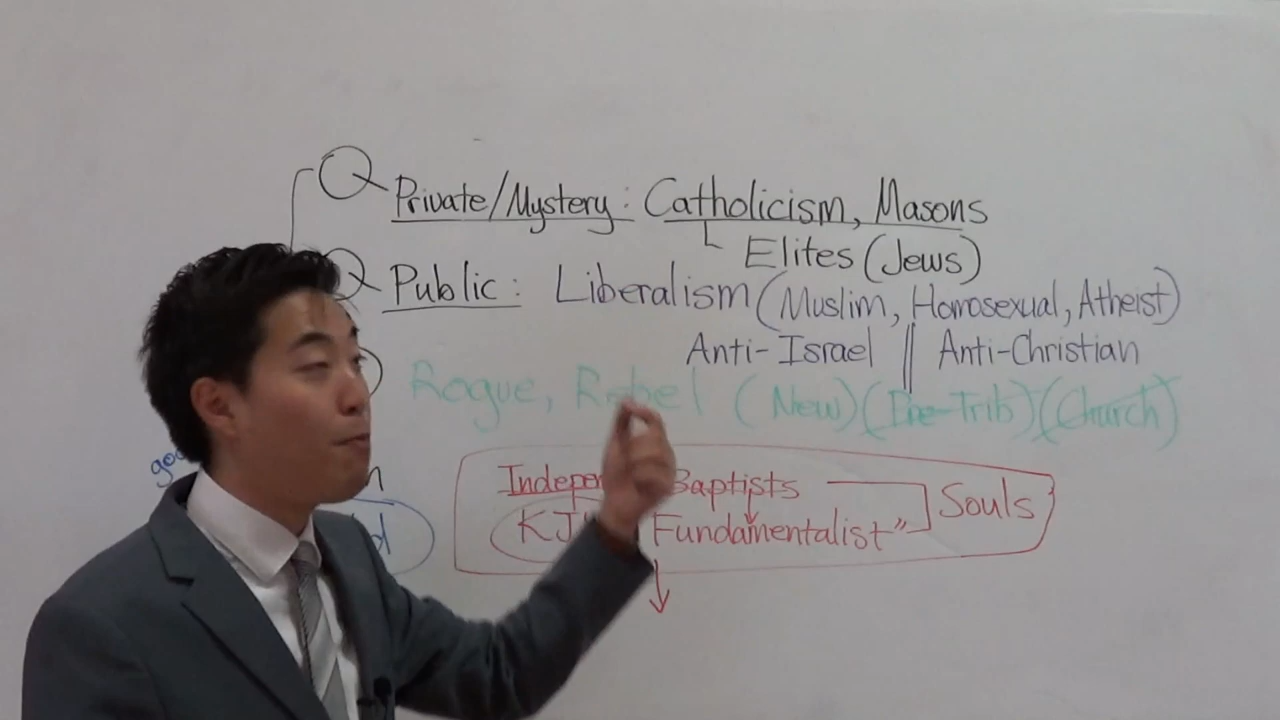 Private/Mystery: Catholicism, Masons
Elites (Jews)
Public: Liberalism (Muslim, Homosexual, Atheist)
Anti-Israel || Anti-Christian
Rogue, Rebel (New) (Pre-Trib) (Church)
Baptists
Souls
Fundamentalist"